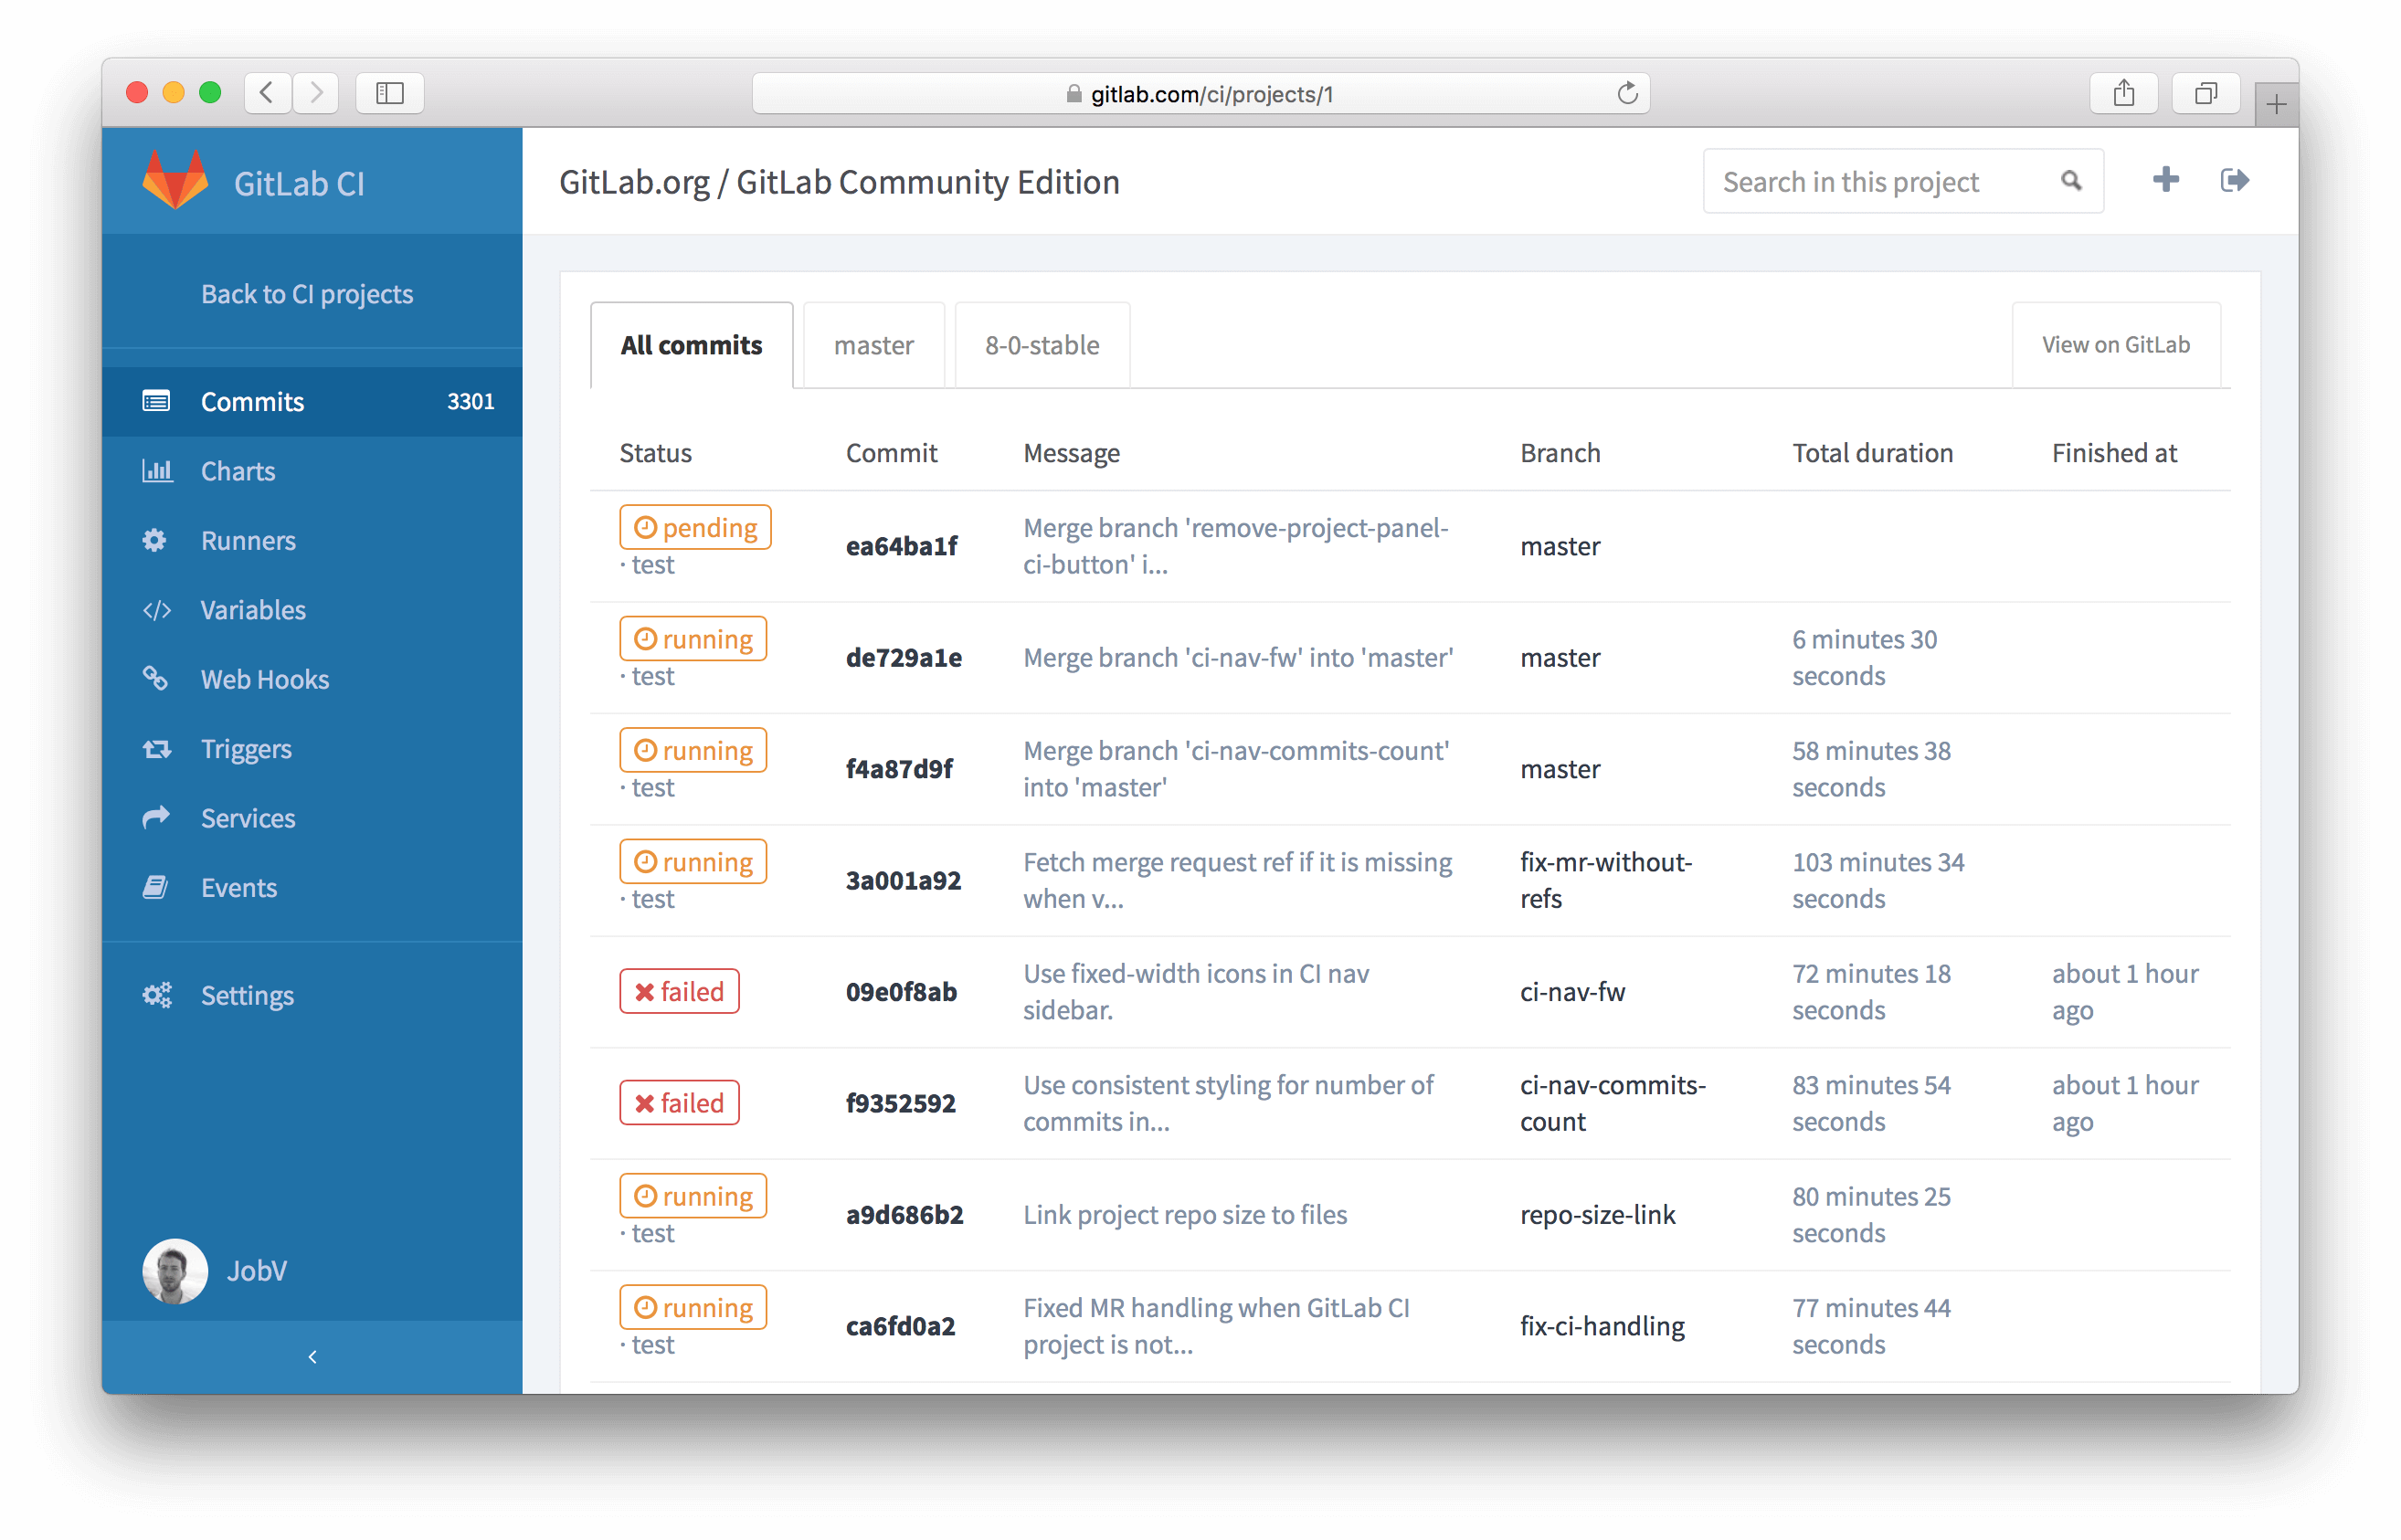 gitlab.com/ci/projects/1
GitLab CI
GitLab.org / GitLab Community Edition
Search in this project
Back to CI projects
Commits 3301
Charts
Runners
Variables
Web Hooks
Triggers
Services
Events
Settings
JobV
All commits master 8-0-stable View on GitLab
Status Commit Message Branch Total duration Finished at
pending
· test
ea64ba1f
Merge branch 'remove-project-panel-
ci-button' i...
master
running
· test
de729a1e
Merge branch 'ci-nav-fw' into 'master'
master
6 minutes 30
seconds
running
· test
f4a87d9f
Merge branch 'ci-nav-commits-count'
into 'master'
master
58 minutes 38
seconds
running
· test
3a001a92
Fetch merge request ref if it is missing
when v...
fix-mr-without-
refs
103 minutes 34
seconds
failed
09e0f8ab
Use fixed-width icons in CI nav
sidebar.
ci-nav-fw
72 minutes 18
seconds
about 1 hour
ago
failed
f9352592
Use consistent styling for number of
commits in...
ci-nav-commits-
count
83 minutes 54
seconds
about 1 hour
ago
running
· test
a9d686b2
Link project repo size to files
repo-size-link
80 minutes 25
seconds
running
· test
ca6fd0a2
Fixed MR handling when GitLab CI
project is not...
fix-ci-handling
77 minutes 44
seconds